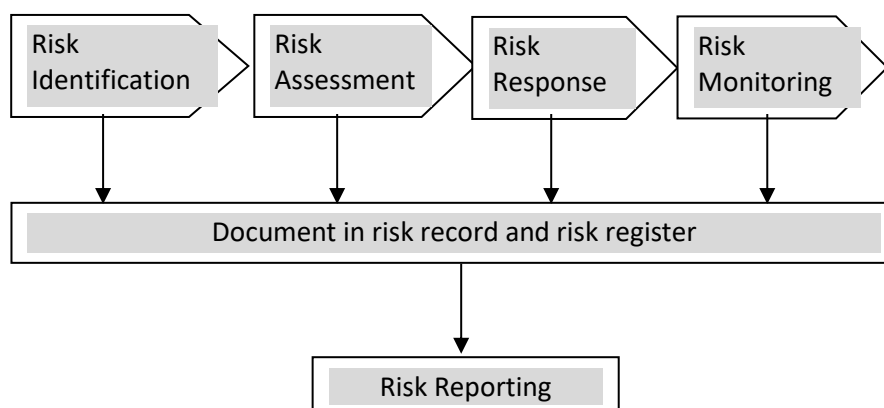 Risk
Identification
Risk
Assessment
Risk
Response
Risk
Monitoring
Document in risk record and risk register
Risk Reporting